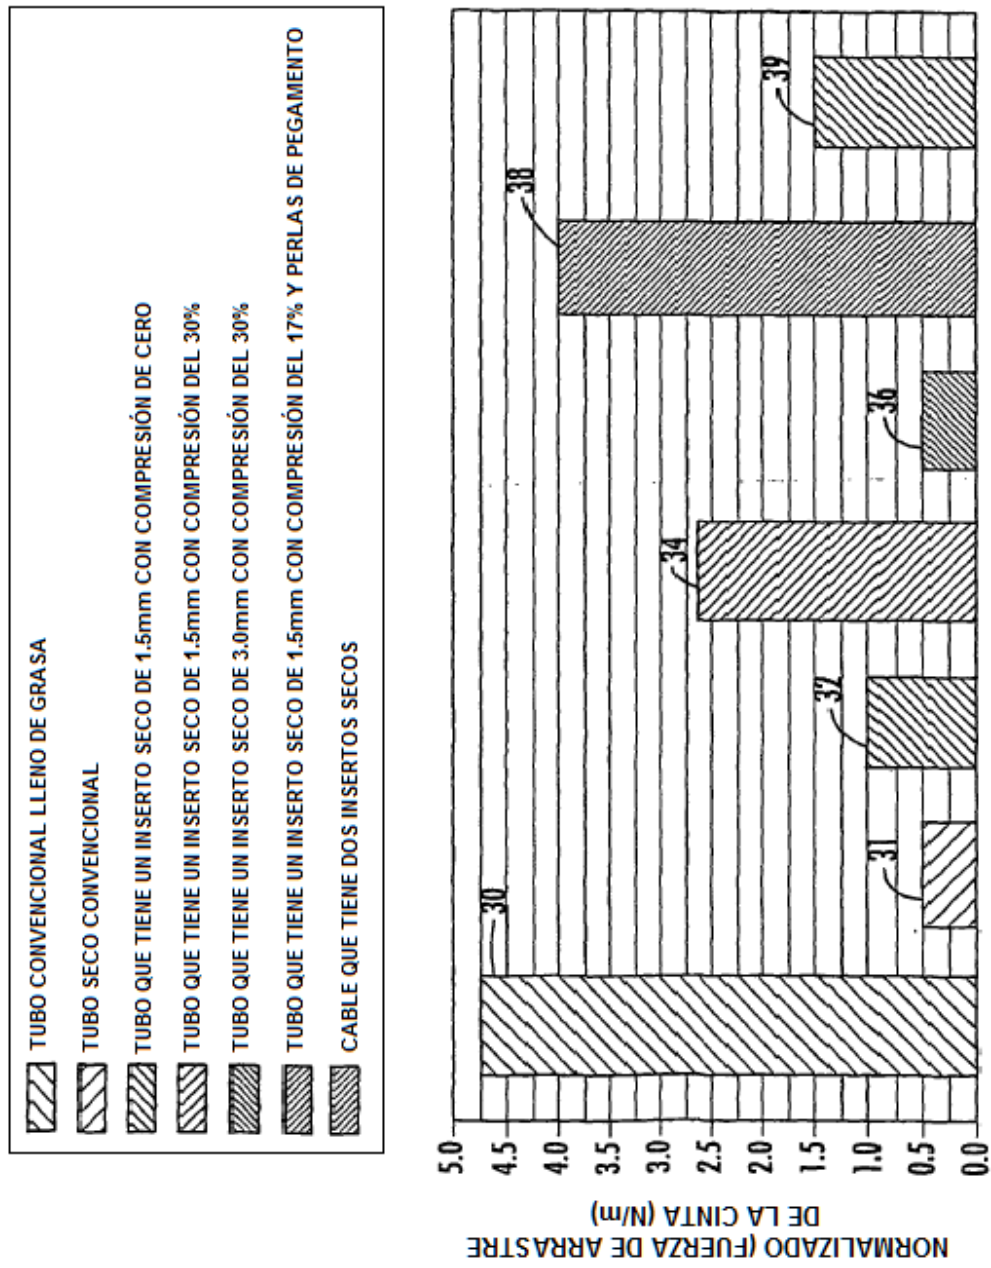 TUBO CONVENCIONAL LLENO DE GRASA
TUBO SECO CONVENCIONAL
TUBO QUE TIENE UN INSERTO SECO DE 1.5mm CON COMPRESIÓN DE CERO
TUBO QUE TIENE UN INSERTO SECO DE 1.5mm CON COMPRESIÓN DEL 30%
TUBO QUE TIENE UN INSERTO SECO DE 3.0mm CON COMPRESIÓN DEL 30%
TUBO QUE TIENE UN INSERTO SECO DE 1.5mm CON COMPRESIÓN DEL 17% Y PERLAS DE PEGAMENTO
CABLE QUE TIENE DOS INSERTOS SECOS
NORMALIZADO (FUERZA DE ARRASTRE
DE LA CINTA (N/m)
5.0
4.5
4.0
3.5
3.0
2.5
2.0
1.5
1.0
0.5
0.0
30
31
32
34
36
38
39